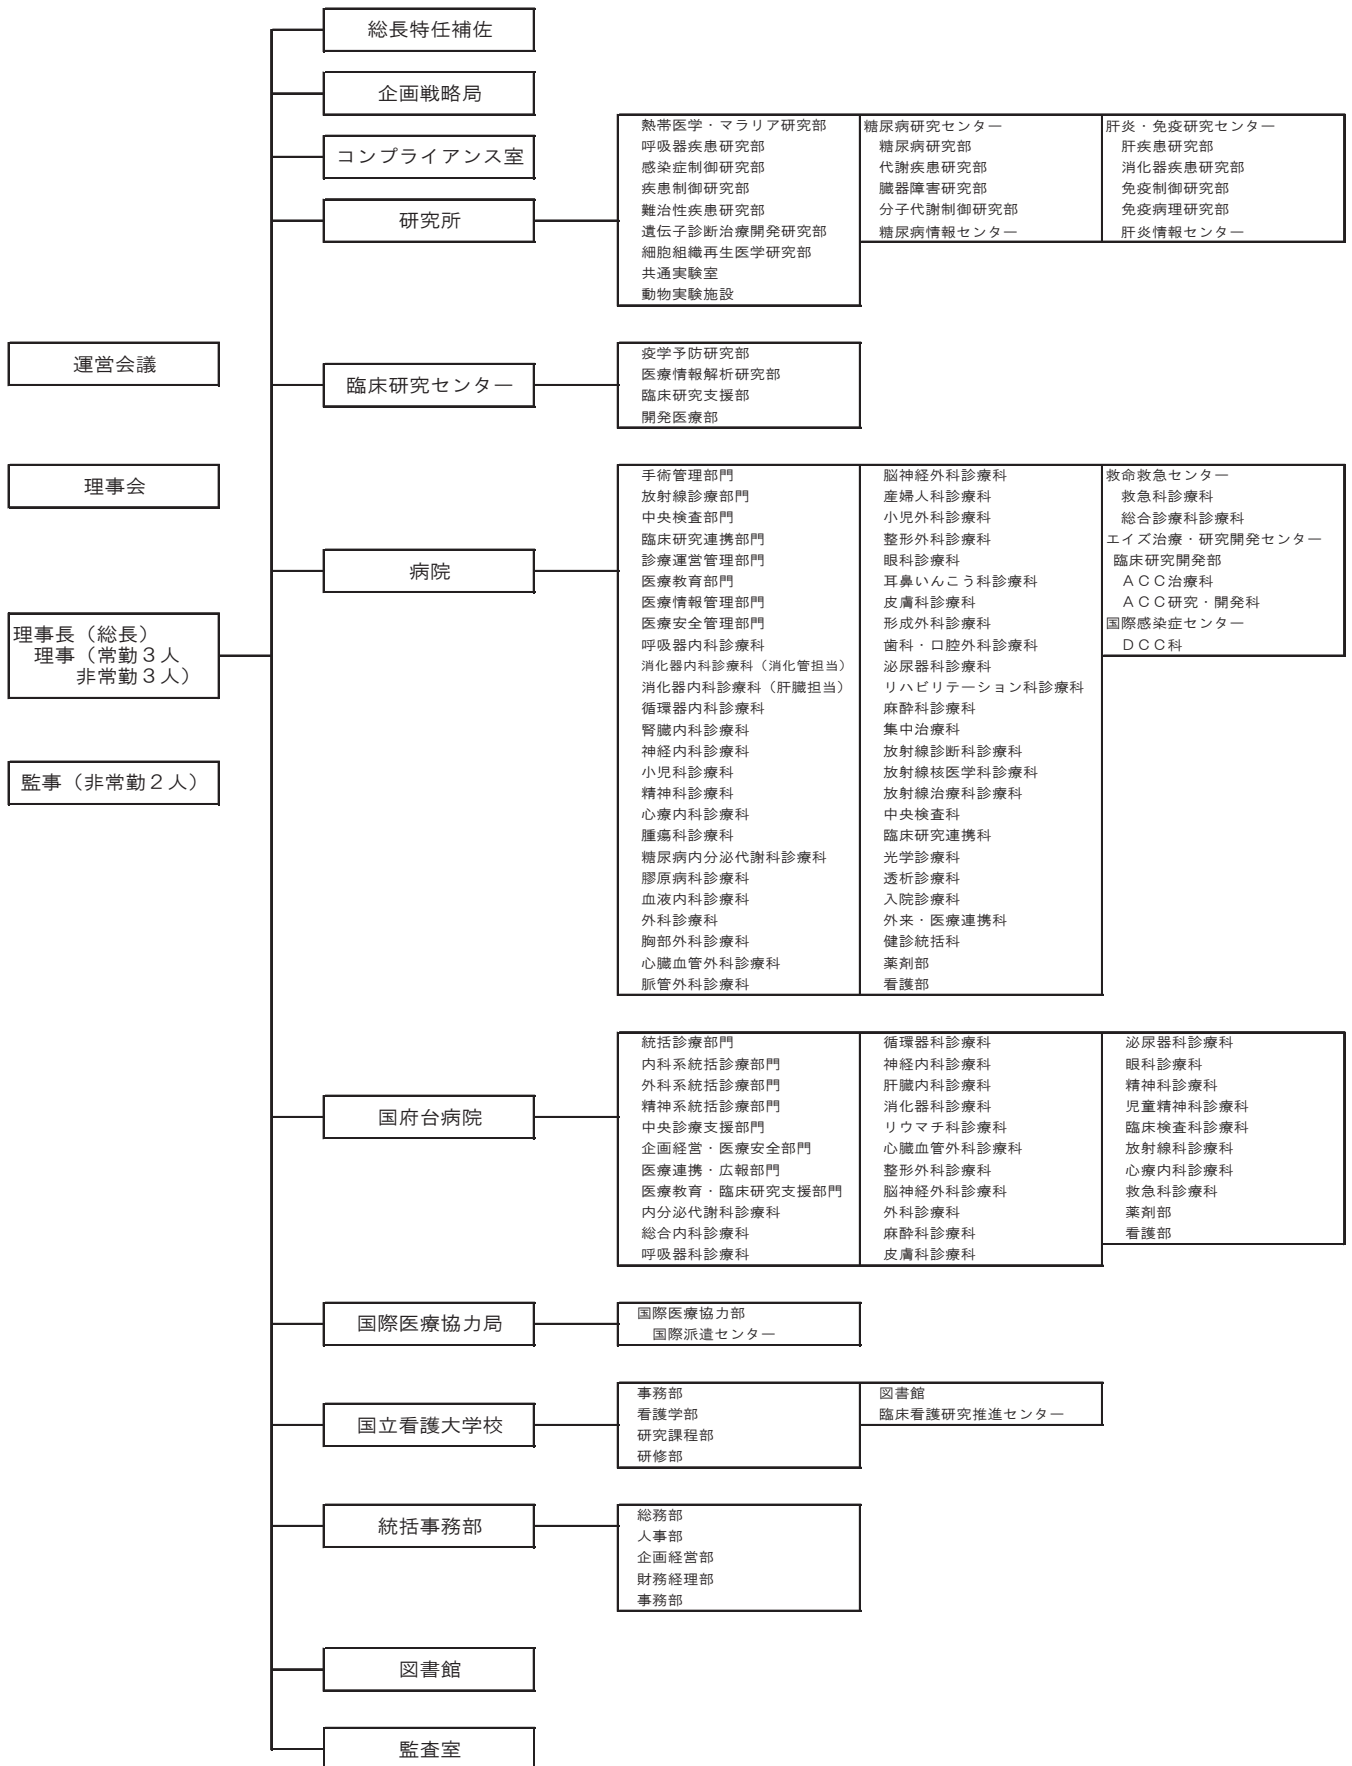 総長特任補佐
企画戦略局
コンプライアンス室
研究所
熱帯医学・マラリア研究部
呼吸器疾患研究部
感染症制御研究部
疾患制御研究部
難治性疾患研究部
遺伝子診断治療開発研究部
細胞組織再生医学研究部
共通実験室
動物実験施設
糖尿病研究センター
糖尿病研究部
代謝疾患研究部
臓器障害研究部
分子代謝制御研究部
糖尿病情報センター
肝炎・免疫研究センター
肝疾患研究部
消化器疾患研究部
免疫制御研究部
免疫病理研究部
肝炎情報センター
運営会議
理事会
理事長（総長）
理事（常勤３人
非常勤３人）
監事（非常勤２人）
臨床研究センター
疫学予防研究部
医療情報解析研究部
臨床研究支援部
開発医療部
病院
手術管理部門
放射線診療部門
中央検査部門
臨床研究連携部門
診療運営管理部門
医療教育部門
医療情報管理部門
医療安全管理部門
呼吸器内科診療科
消化器内科診療科（消化管担当）
消化器内科診療科（肝臓担当）
循環器内科診療科
腎臓内科診療科
神経内科診療科
小児科診療科
精神科診療科
心療内科診療科
腫瘍科診療科
糖尿病内分泌代謝科診療科
膠原病科診療科
血液内科診療科
外科診療科
胸部外科診療科
心臓血管外科診療科
脈管外科診療科
脳神経外科診療科
産婦人科診療科
小児外科診療科
整形外科診療科
眼科診療科
耳鼻いんこう科診療科
皮膚科診療科
形成外科診療科
歯科・口腔外科診療科
泌尿器科診療科
リハビリテーション科診療科
麻酔科診療科
集中治療科
放射線診断科診療科
放射線核医学科診療科
放射線治療科診療科
中央検査科
臨床研究連携科
光学診療科
透析診療科
入院診療科
外来・医療連携科
健診統括科
薬剤部
看護部
救命救急センター
救急科診療科
総合診療科診療科
エイズ治療・研究開発センター
臨床研究開発部
ＡＣＣ治療科
ＡＣＣ研究・開発科
国際感染症センター
ＤＣＣ科
国府台病院
統括診療部門
内科系統括診療部門
外科系統括診療部門
精神系統括診療部門
中央診療支援部門
企画経営・医療安全部門
医療連携・広報部門
医療教育・臨床研究支援部門
内分泌代謝科診療科
総合内科診療科
呼吸器科診療科
循環器科診療科
神経内科診療科
肝臓内科診療科
消化器科診療科
リウマチ科診療科
心臓血管外科診療科
整形外科診療科
脳神経外科診療科
外科診療科
麻酔科診療科
皮膚科診療科
泌尿器科診療科
眼科診療科
精神科診療科
児童精神科診療科
臨床検査科診療科
放射線科診療科
心療内科診療科
救急科診療科
薬剤部
看護部
国際医療協力局
国際医療協力部
国際派遣センター
国立看護大学校
事務部
看護学部
研究課程部
研修部
図書館
臨床看護研究推進センター
統括事務部
総務部
人事部
企画経営部
財務経理部
事務部
図書館
監査室